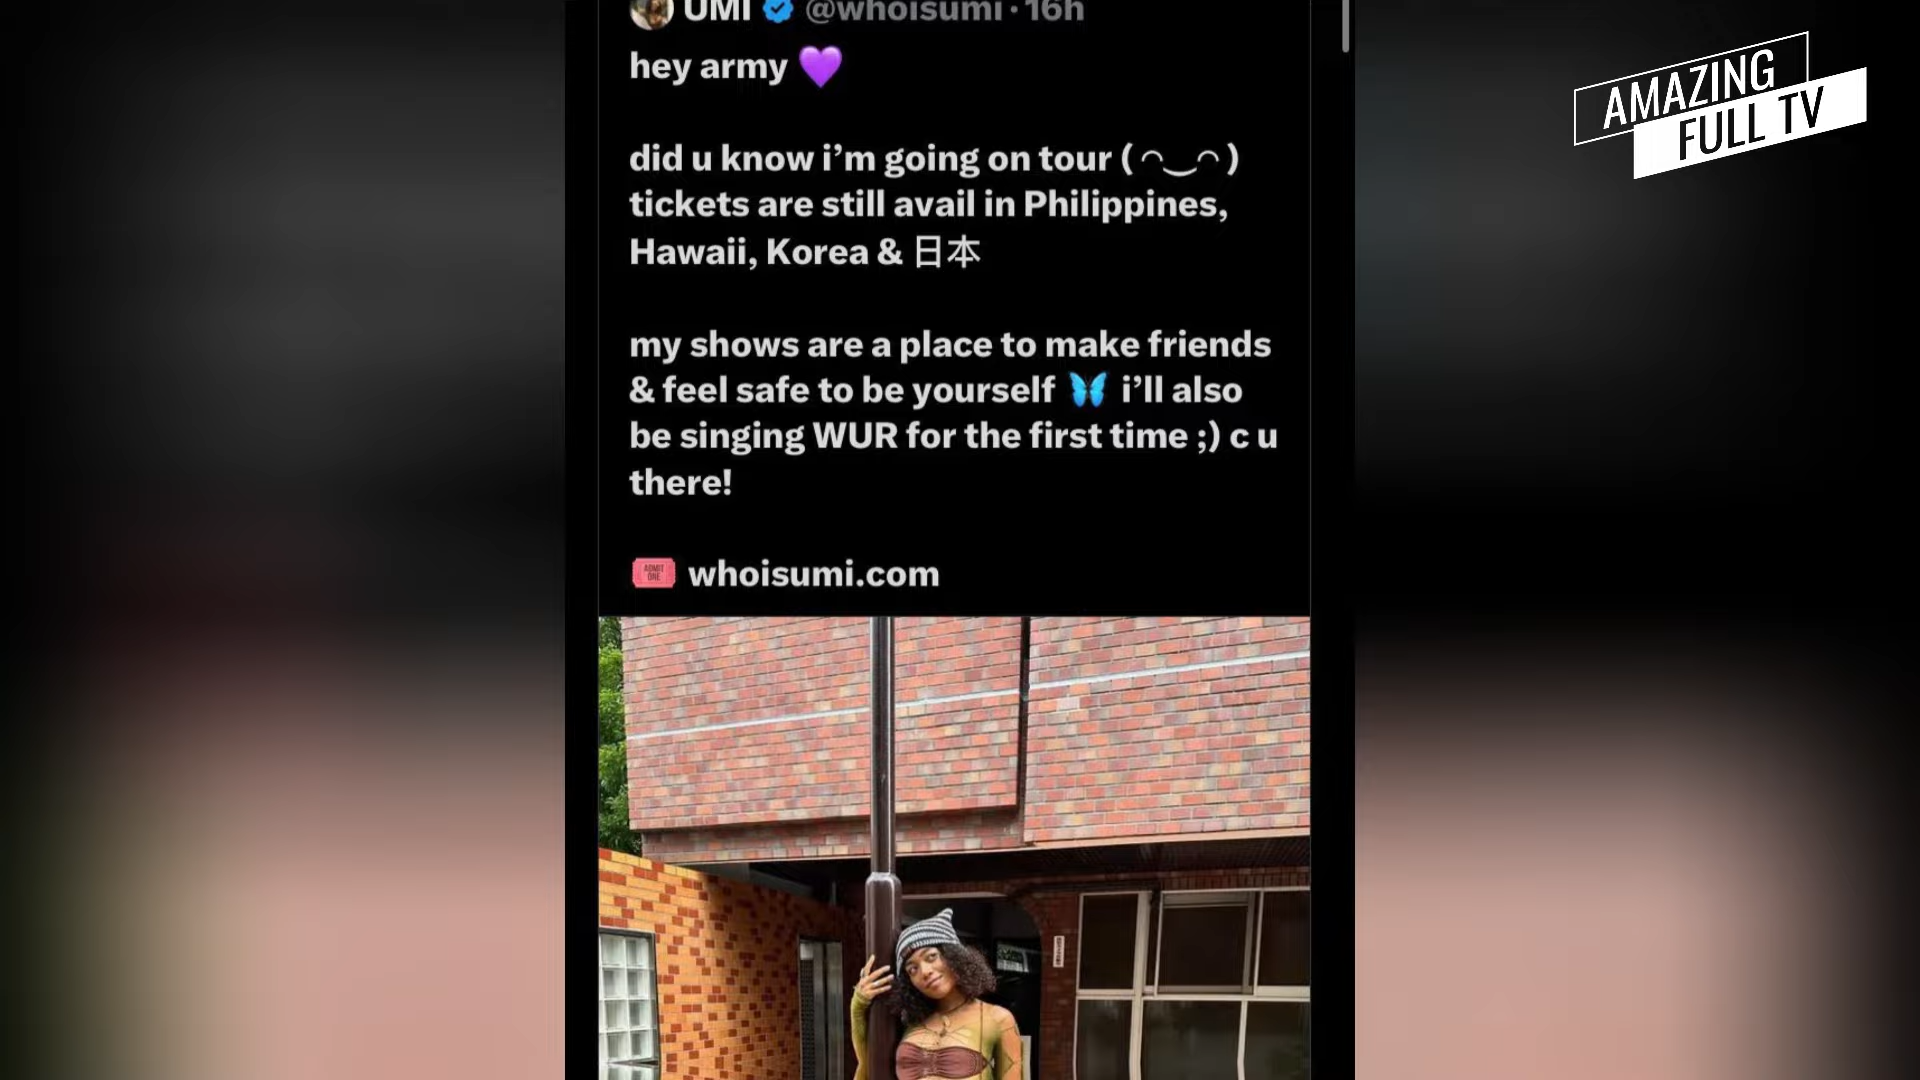 UMI @whoisumi · 16h
hey army 💜
did u know i’m going on tour ( ◠‿◠ )
tickets are still avail in Philippines,
Hawaii, Korea & 日本
my shows are a place to make friends
& feel safe to be yourself 🦋 i’ll also
be singing WUR for the first time ;) c u
there!
🎟 whoisumi.com
AMAZING
FULL TV